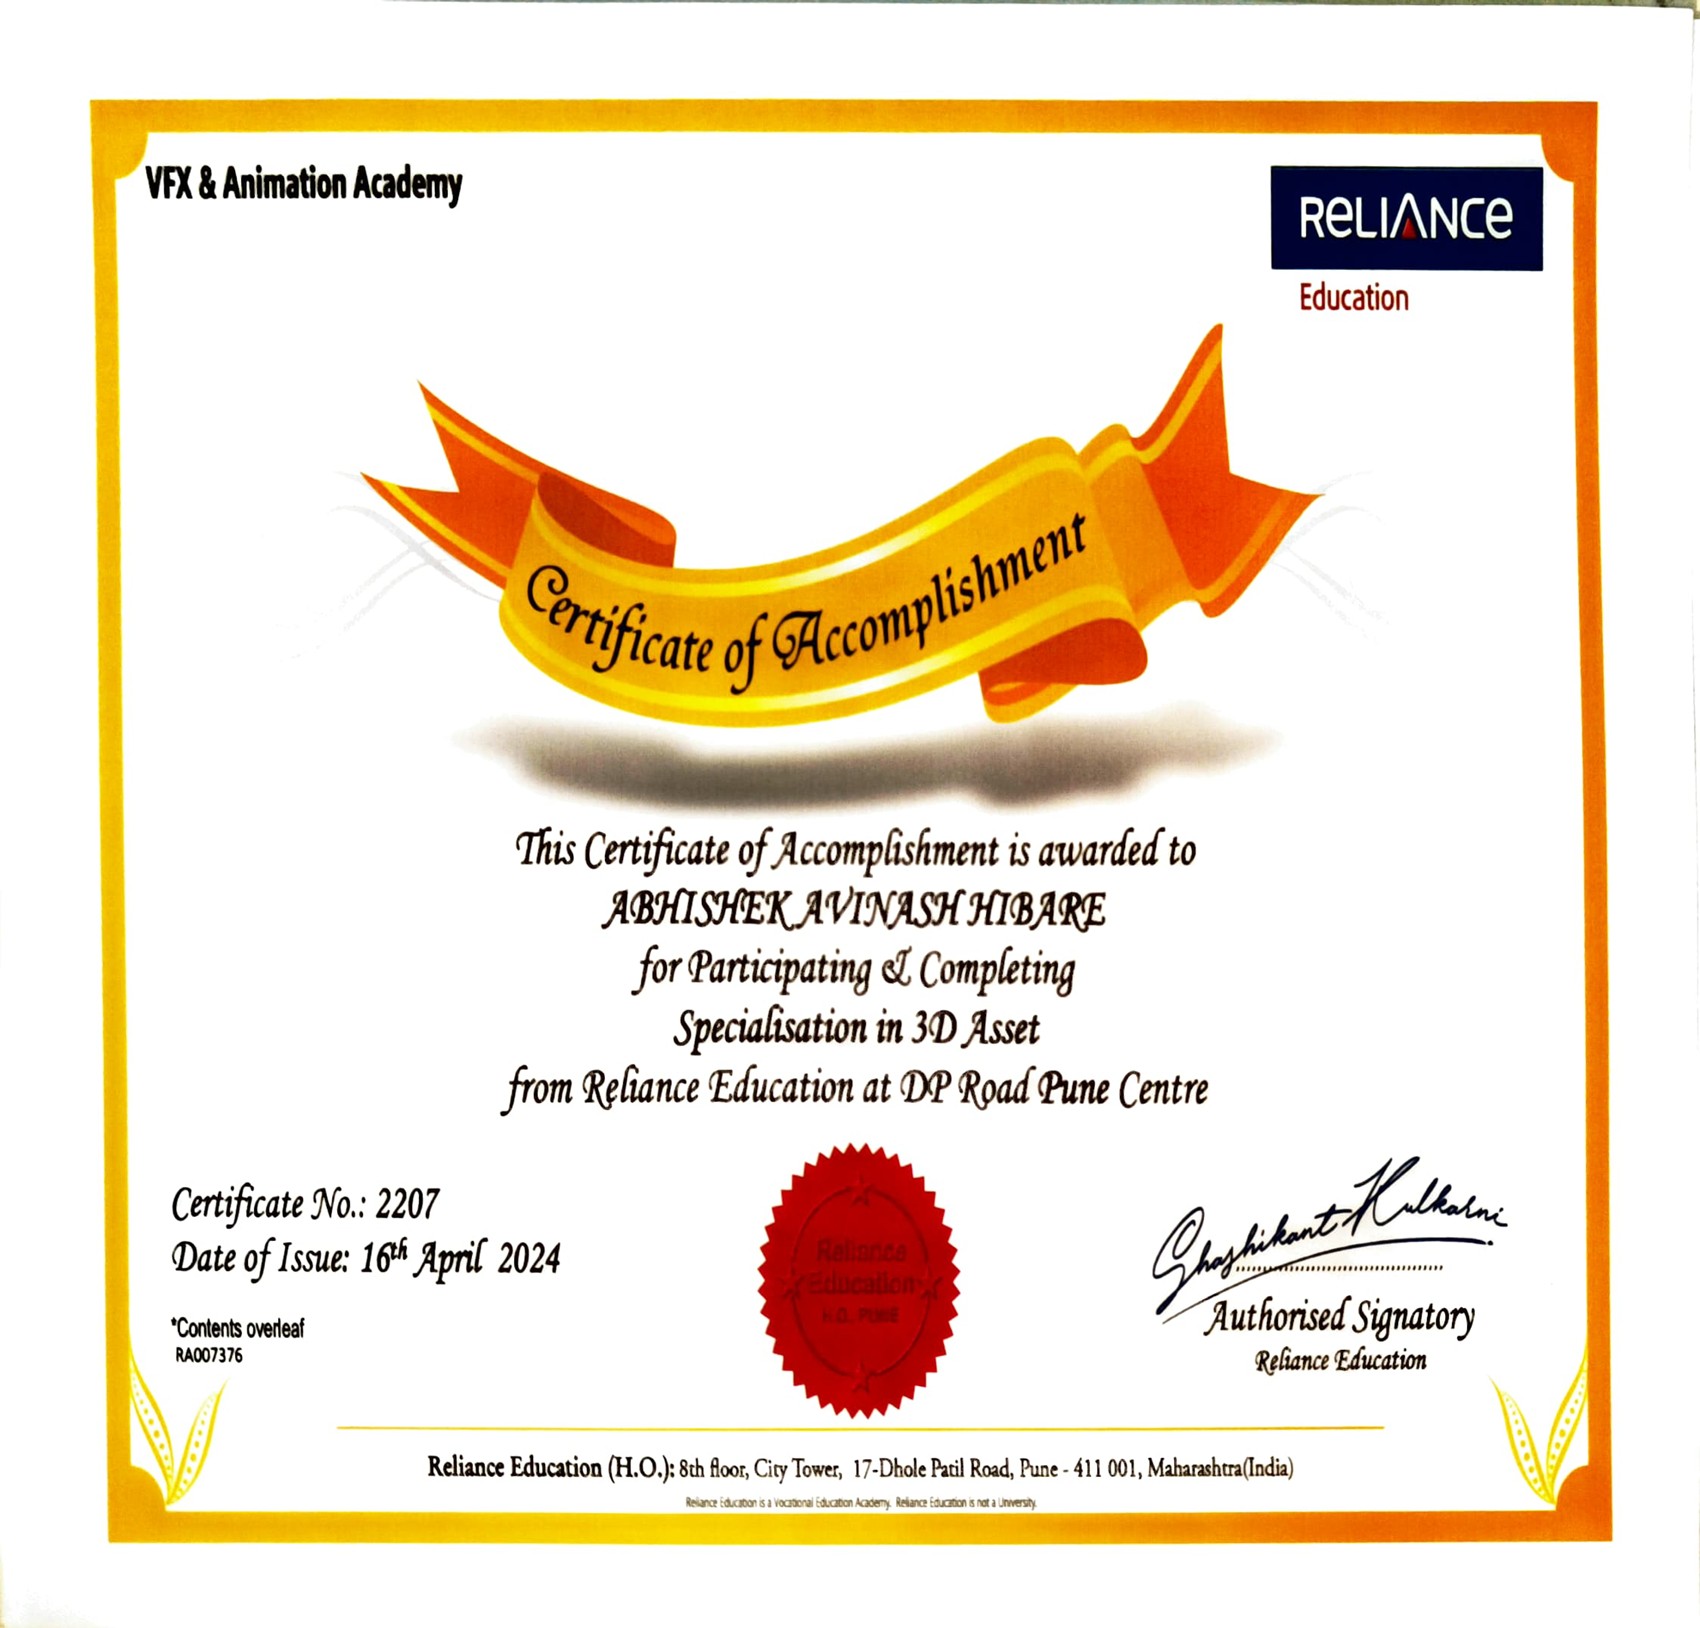 VFX & Animation Academy
RELIANCE
Education
Certificate of Accomplishment
This Certificate of Accomplishment is awarded to
ABHISHEK AVINASH HIBARE
for Participating & Completing
Specialisation in 3D Asset
from Reliance Education at DP Road Pune Centre
Certificate No.: 2207
Date of Issue: 16th April 2024
*Contents overleaf
RA007376
Reliance
Education
H.O. PUNE
Shashikant Kulkarni
Authorised Signatory
Reliance Education
Reliance Education (H.O.): 8th floor, City Tower, 17-Dhole Patil Road, Pune - 411 001, Maharashtra(India)
Reliance Education is a Vocational Education Academy. Reliance Education is not a University.